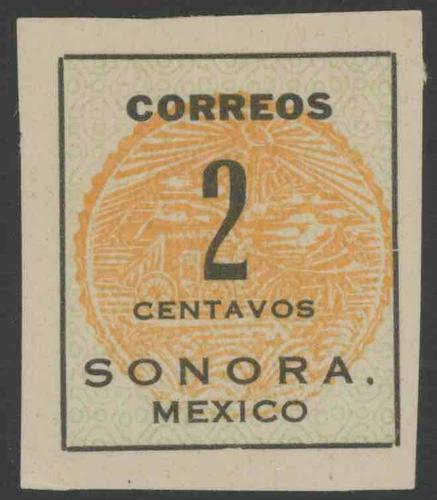 CORREOS
2
CENTAVOS
SONORA.
MEXICO